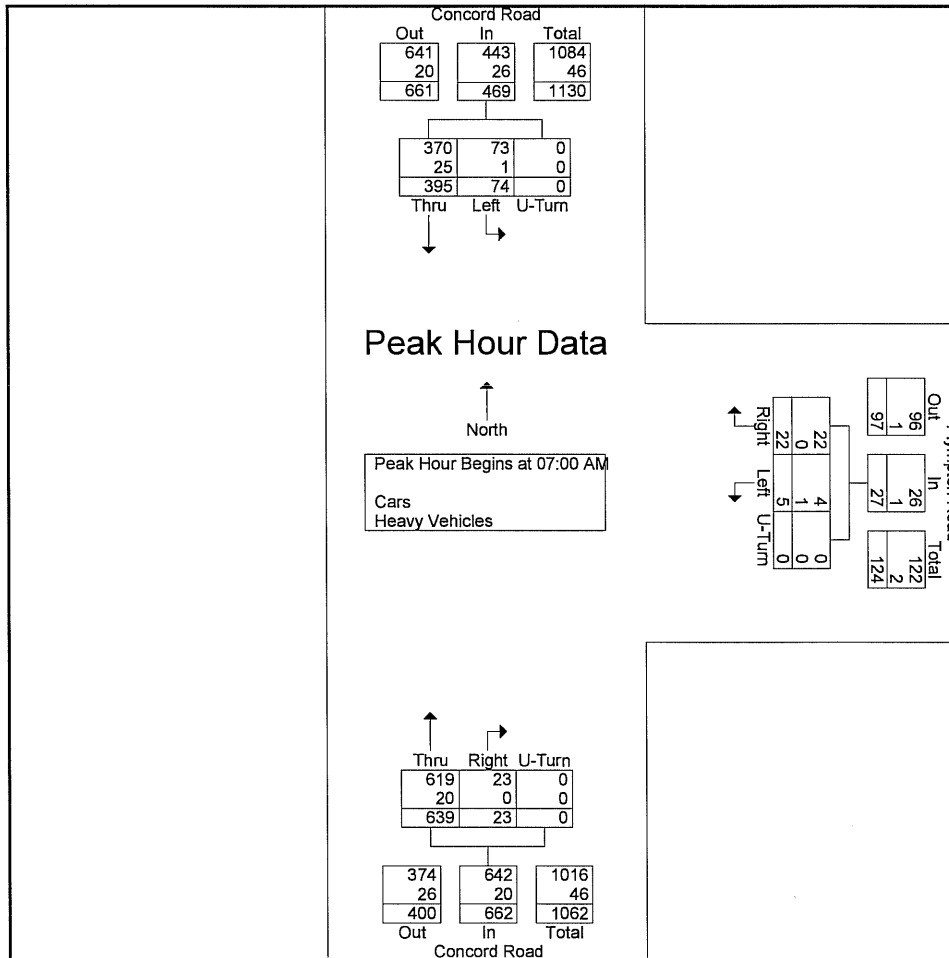 Concord Road
Out In Total
641 443 1084
20 26 46
661 469 1130
370 73 0
25 1 0
395 74 0
Thru Left U-Turn
Peak Hour Data
North
Peak Hour Begins at 07:00 AM
Cars
Heavy Vehicles
Out In Total
96 26 122
1 1 2
97 27 124
22 4 0
0 1 0
22 5 0
Right Left U-Turn
Thru Right U-Turn
619 23 0
20 0 0
639 23 0
374 642 1016
26 20 46
400 662 1062
Out In Total
Concord Road